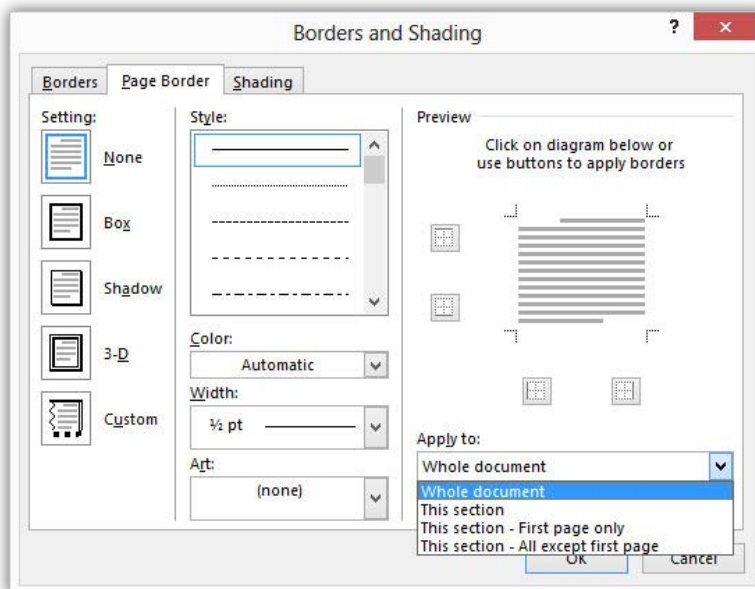 Borders and Shading
?
Borders Page Border Shading
Setting:
None
Box
Shadow
3-D
Custom
Style:
Color:
Automatic
Width:
½ pt
Art:
(none)
Preview
Click on diagram below or
use buttons to apply borders
Apply to:
Whole document
Whole document
This section
This section - First page only
This section - All except first page
OK Cancel